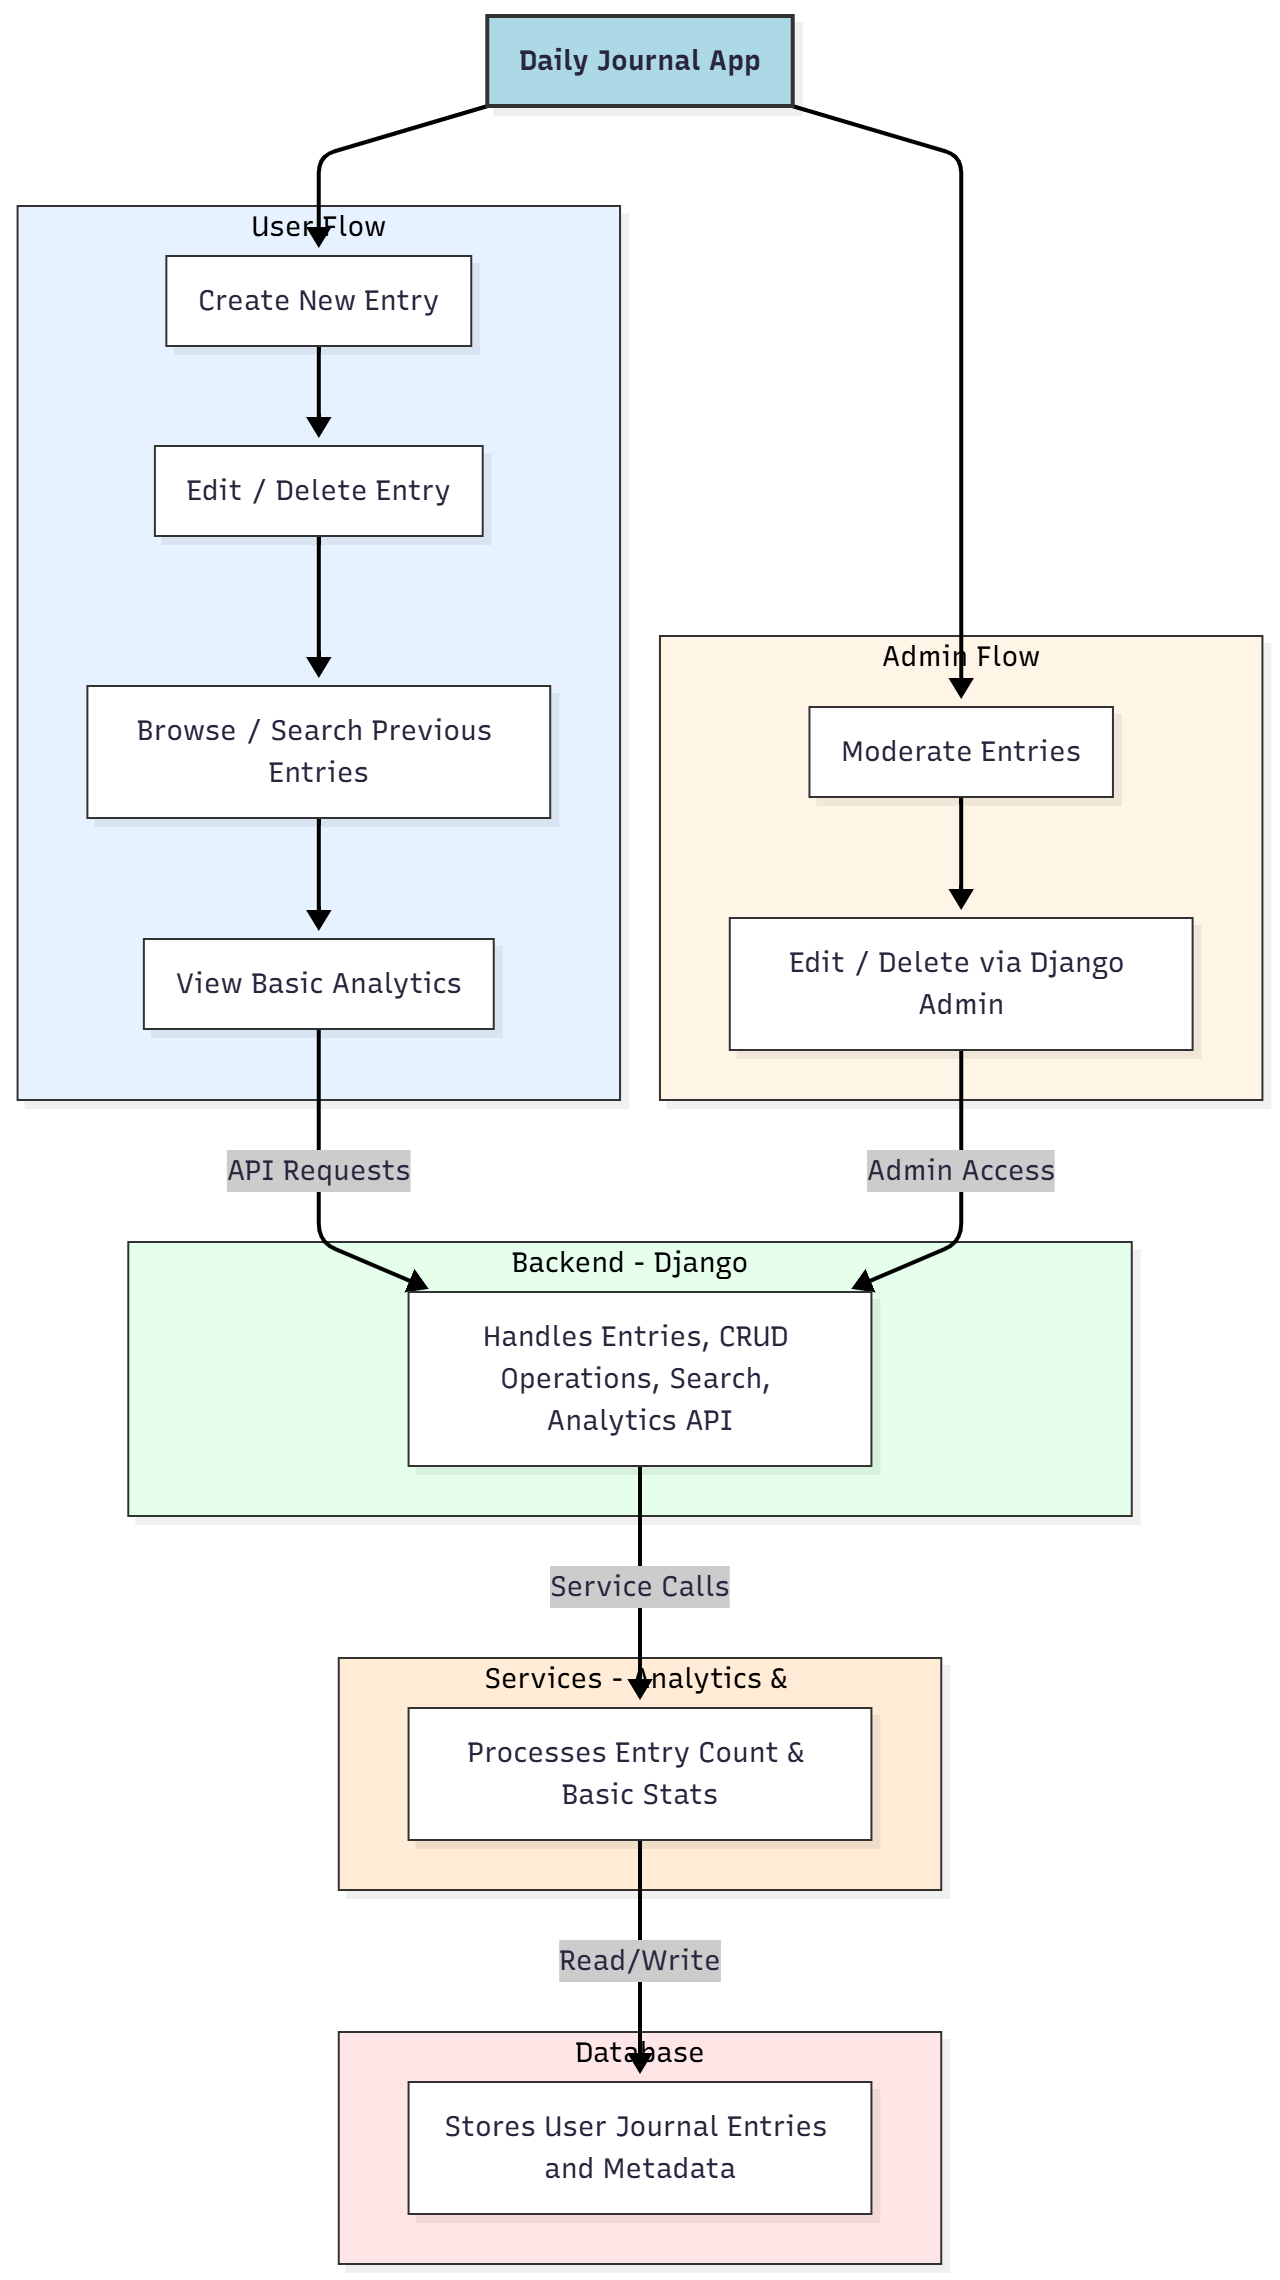 Daily Journal App
User Flow
Create New Entry
Edit / Delete Entry
Browse / Search Previous
Entries
View Basic Analytics
Admin Flow
Moderate Entries
Edit / Delete via Django
Admin
API Requests
Admin Access
Backend - Django
Handles Entries, CRUD
Operations, Search,
Analytics API
Service Calls
Services - Analytics &
Processes Entry Count &
Basic Stats
Read/Write
Database
Stores User Journal Entries
and Metadata